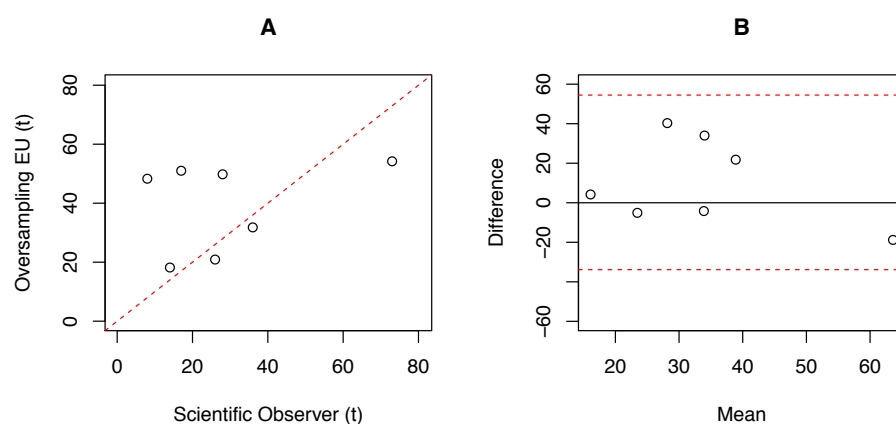 A
Oversampling EU (t)
80
60
40
20
0
0 20 40 60 80
Scientific Observer (t)
B
Difference
60
40
20
0
−20
−60
20 30 40 50 60
Mean